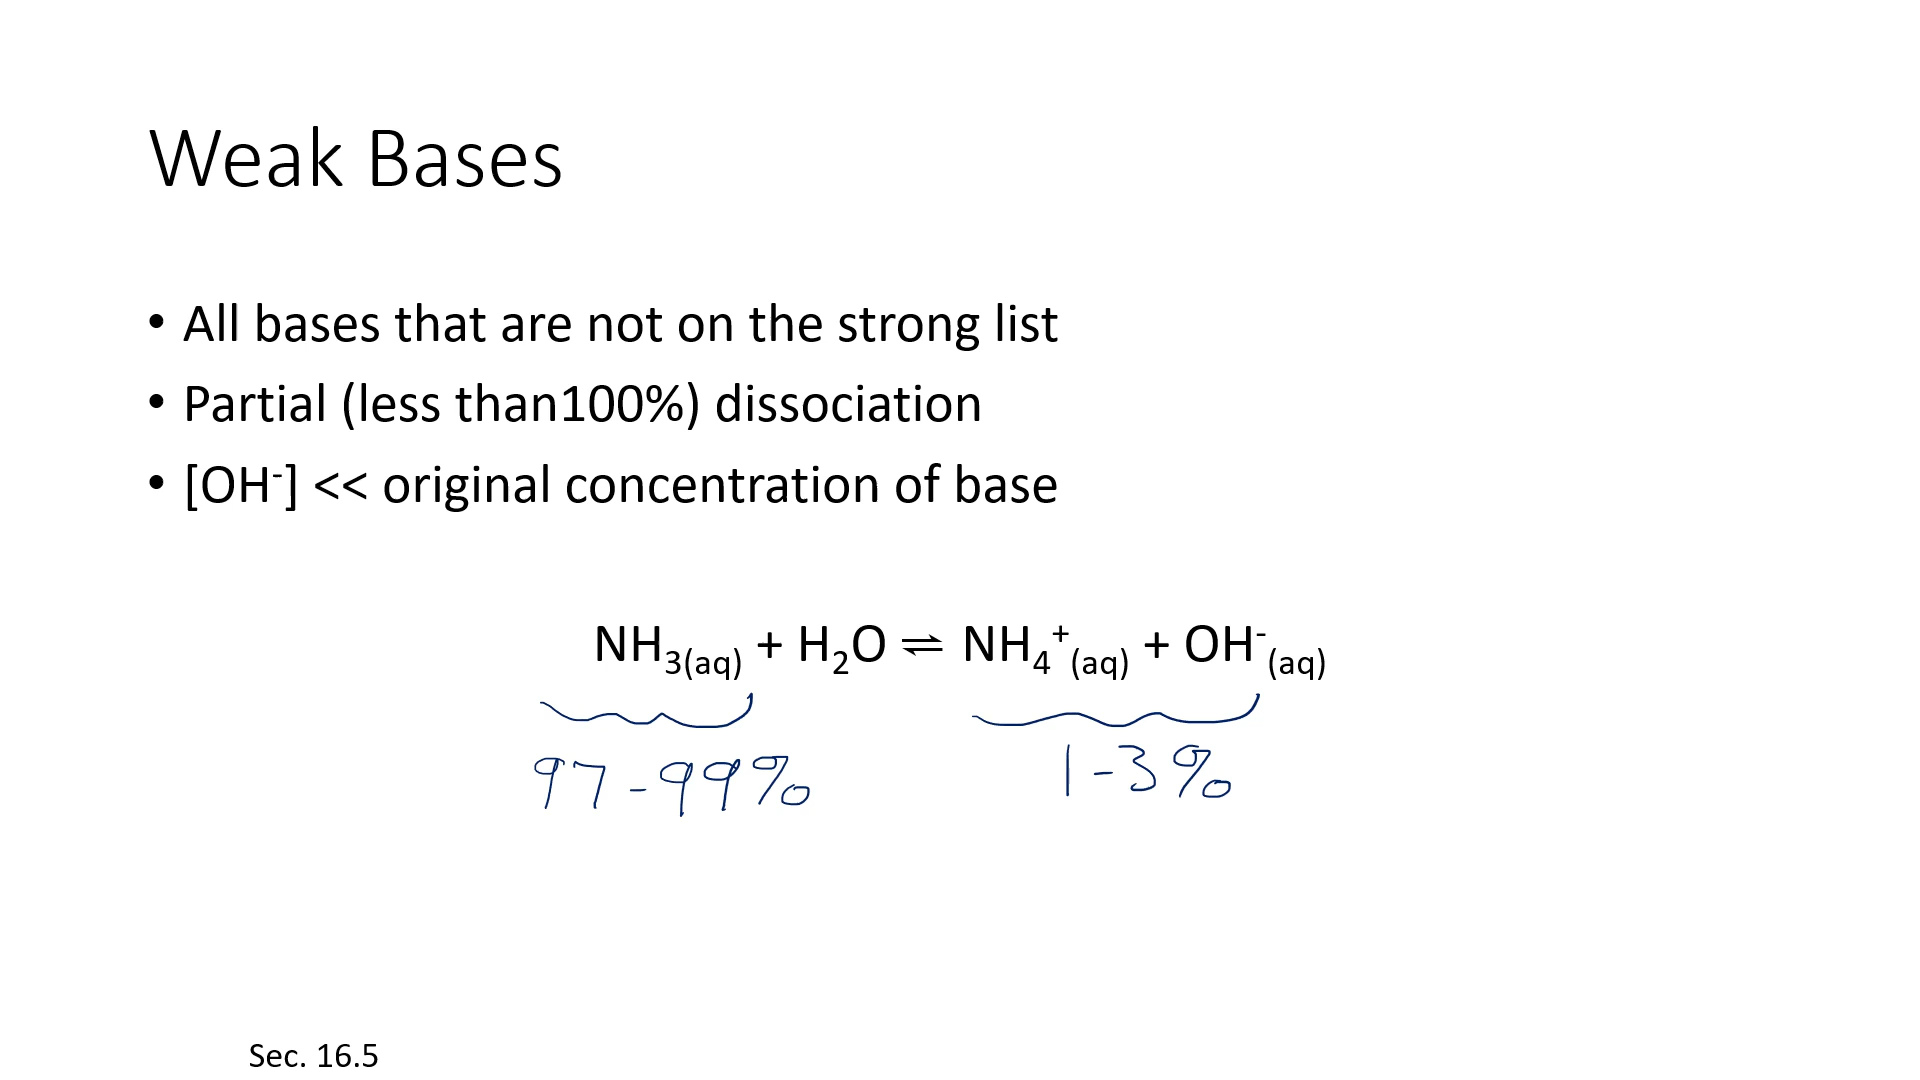 Weak Bases
• All bases that are not on the strong list
• Partial (less than100%) dissociation
• [OH⁻] << original concentration of base
NH₃₍aq₎ + H₂O ⇌ NH₄⁺₍aq₎ + OH⁻₍aq₎
97-99% 1-3%
Sec. 16.5